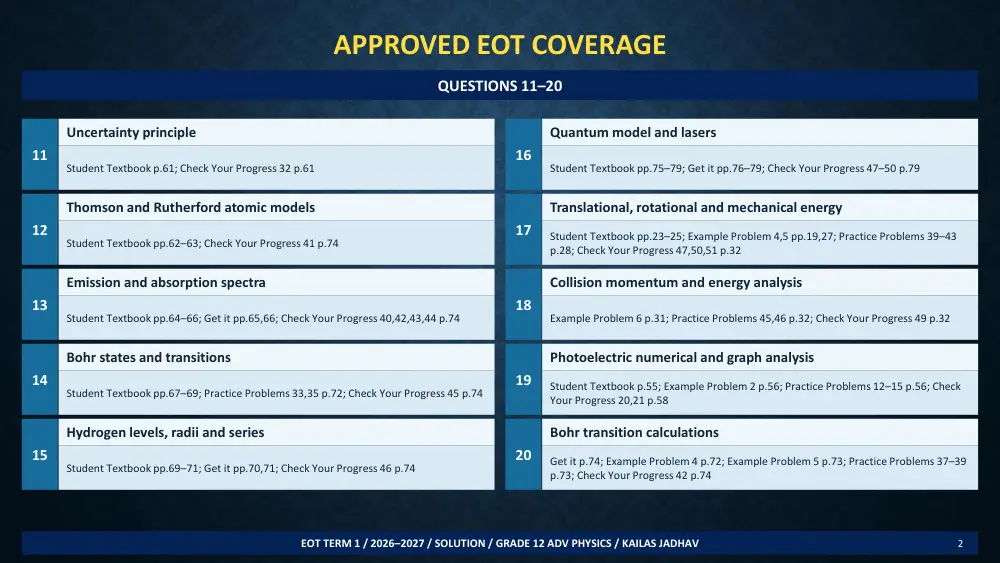 APPROVED EOT COVERAGE
QUESTIONS 11–20
11
Uncertainty principle
Student Textbook p.61; Check Your Progress 32 p.61
12
Thomson and Rutherford atomic models
Student Textbook pp.62–63; Check Your Progress 41 p.74
13
Emission and absorption spectra
Student Textbook pp.64–66; Get it pp.65,66; Check Your Progress 40,42,43,44 p.74
14
Bohr states and transitions
Student Textbook pp.67–69; Practice Problems 33,35 p.72; Check Your Progress 45 p.74
15
Hydrogen levels, radii and series
Student Textbook pp.69–71; Get it pp.70,71; Check Your Progress 46 p.74
16
Quantum model and lasers
Student Textbook pp.75–79; Get it pp.76–79; Check Your Progress 47–50 p.79
17
Translational, rotational and mechanical energy
Student Textbook pp.23–25; Example Problem 4,5 pp.19,27; Practice Problems 39–43
p.28; Check Your Progress 47,50,51 p.32
18
Collision momentum and energy analysis
Example Problem 6 p.31; Practice Problems 45,46 p.32; Check Your Progress 49 p.32
19
Photoelectric numerical and graph analysis
Student Textbook p.55; Example Problem 2 p.56; Practice Problems 12–15 p.56; Check
Your Progress 20,21 p.58
20
Bohr transition calculations
Get it p.74; Example Problem 4 p.72; Example Problem 5 p.73; Practice Problems 37–39
p.73; Check Your Progress 42 p.74
EOT TERM 1 / 2026–2027 / SOLUTION / GRADE 12 ADV PHYSICS / KAILAS JADHAV
2